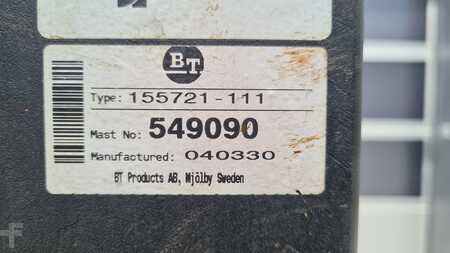 BT
Type: 155721-111
Mast No: 549090
Manufactured: 040330
BT Products AB, Mjölby Sweden